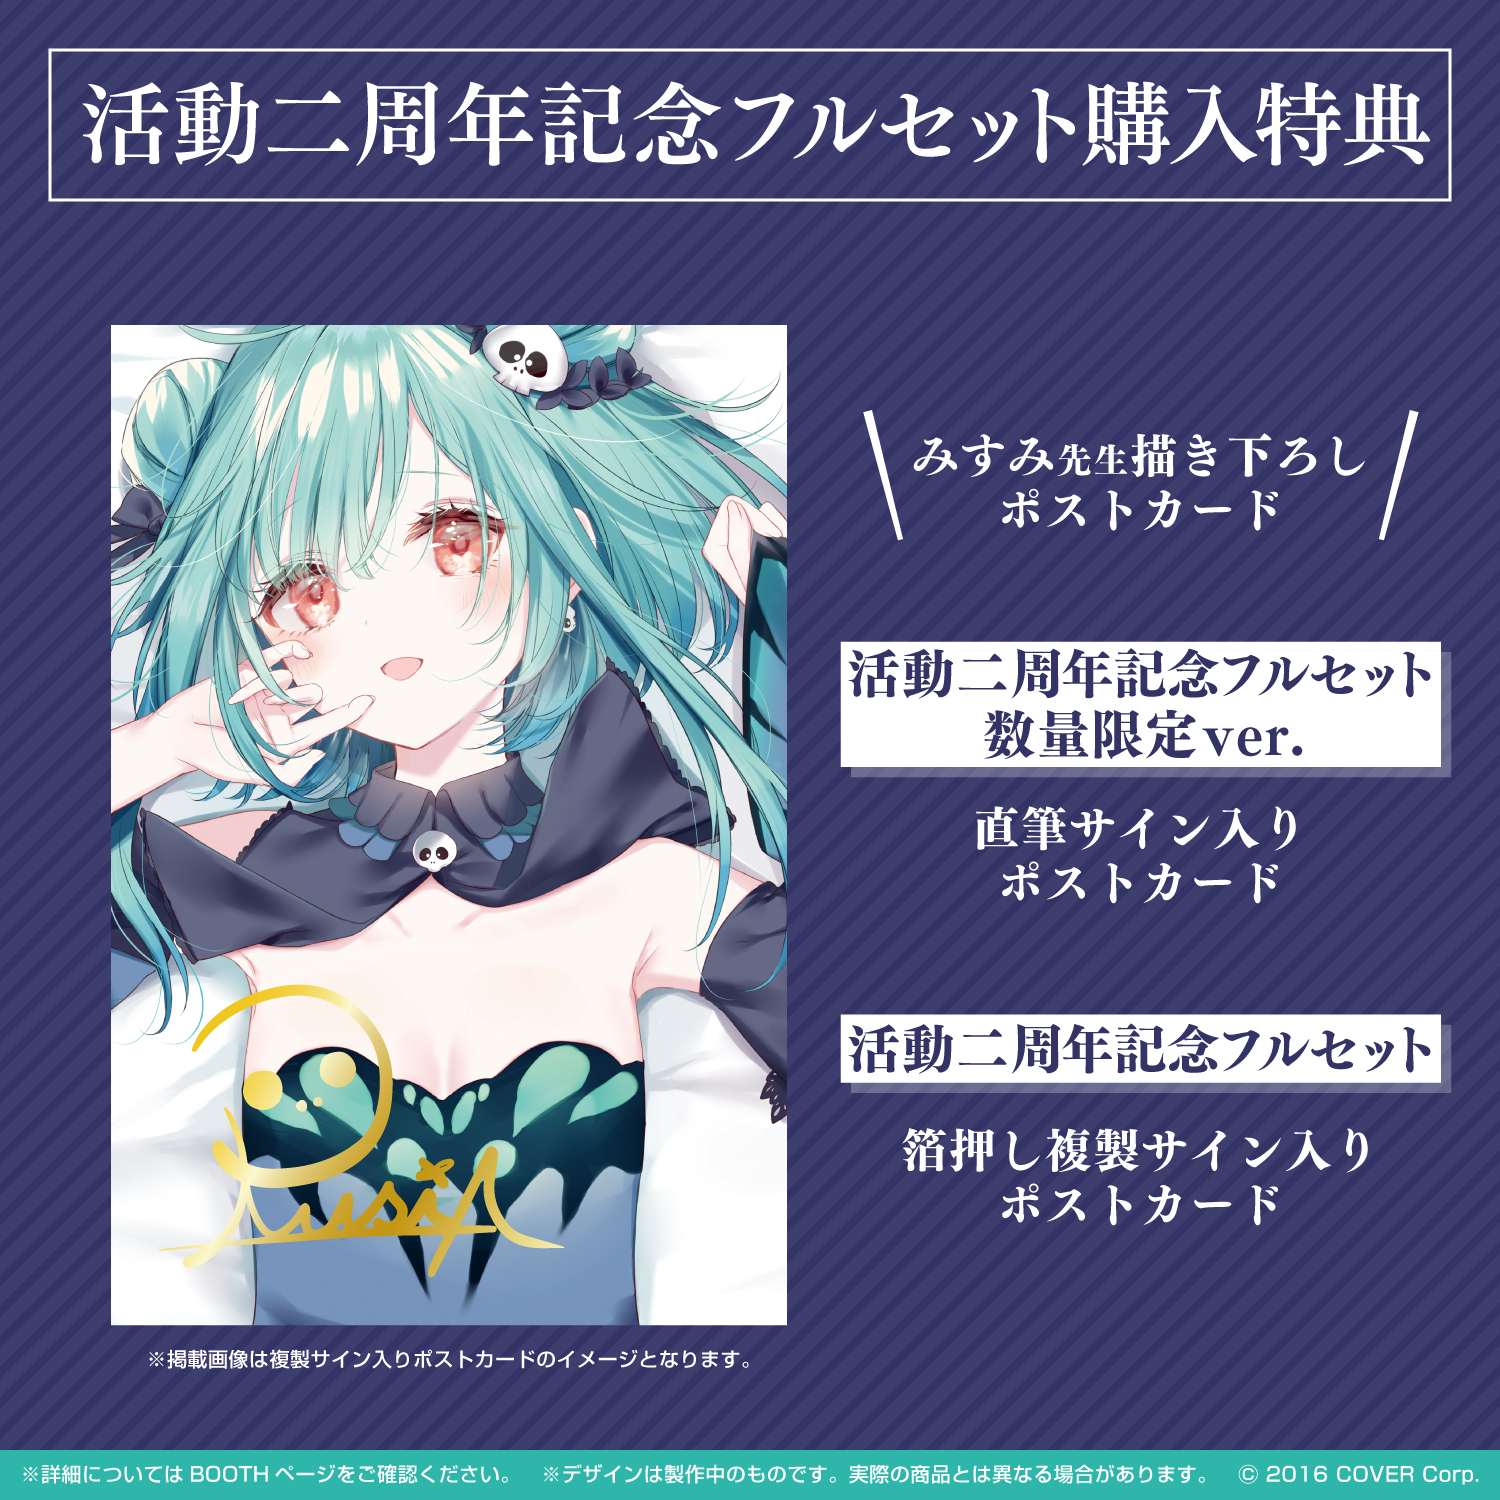 活動二周年記念フルセット購入特典
みすみ先生描き下ろし
ポストカード
活動二周年記念フルセット
数量限定ver.
直筆サイン入り
ポストカード
活動二周年記念フルセット
箔押し複製サイン入り
ポストカード
Rusia
※掲載画像は複製サイン入りポストカードのイメージとなります。
※詳細についてはBOOTHページをご確認ください。 ※デザインは製作中のものです。実際の商品とは異なる場合があります。 © 2016 COVER Corp.